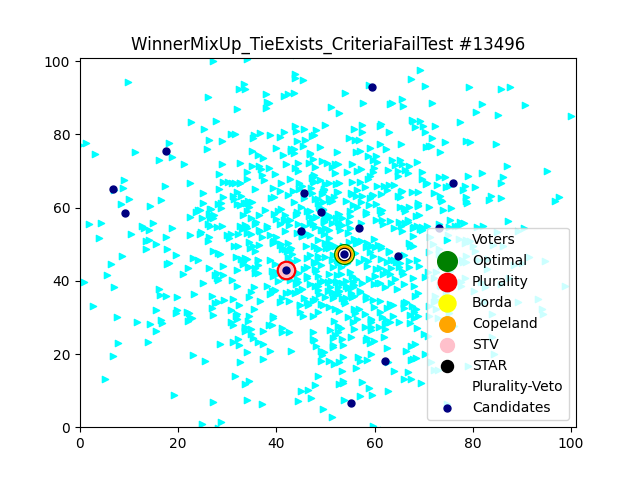 WinnerMixUp_TieExists_CriteriaFailTest #13496
100
80
60
40
20
0
0
20
40
60
80
100
Voters
Optimal
Plurality
Borda
Copeland
STV
STAR
Plurality-Veto
Candidates